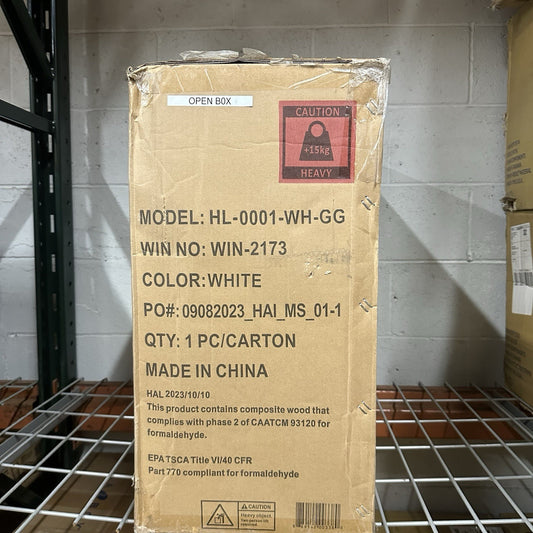 OPEN BOX
CAUTION
+15kg
HEAVY
MODEL: HL-0001-WH-GG
WIN NO: WIN-2173
COLOR:WHITE
PO#: 09082023_HAI_MS_01-1
QTY: 1 PC/CARTON
MADE IN CHINA
HAL 2023/10/10
This product contains composite wood that
complies with phase 2 of CAATCM 93120 for
formaldehyde.
EPA TSCA Title VI/40 CFR
Part 770 compliant for formaldehyde
CAUTION
Heavy object.